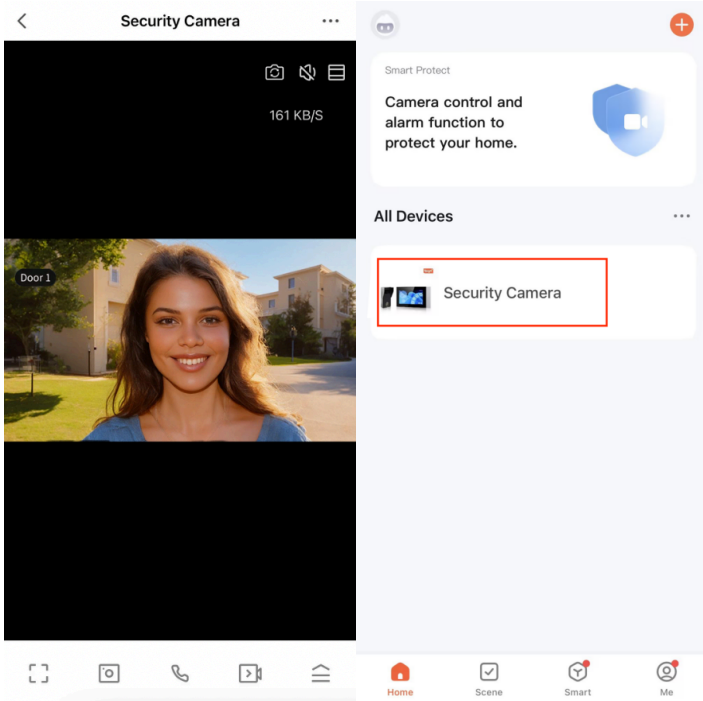 Security Camera
161 KB/S
Door 1
Smart Protect
Camera control and
alarm function to
protect your home.
All Devices
Security Camera
Home
Scene
Smart
Me